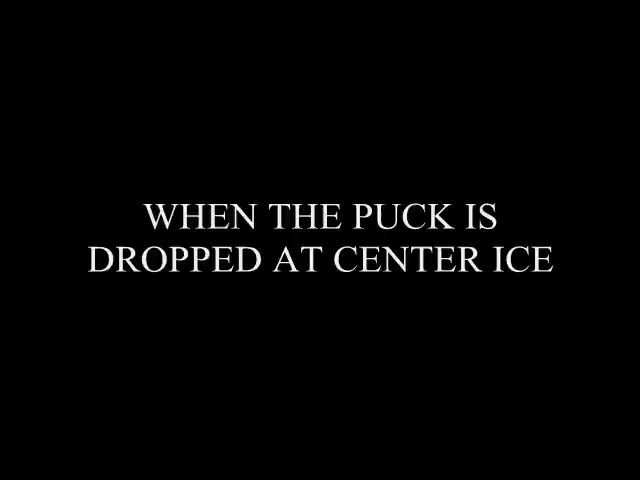 WHEN THE PUCK IS
DROPPED AT CENTER ICE